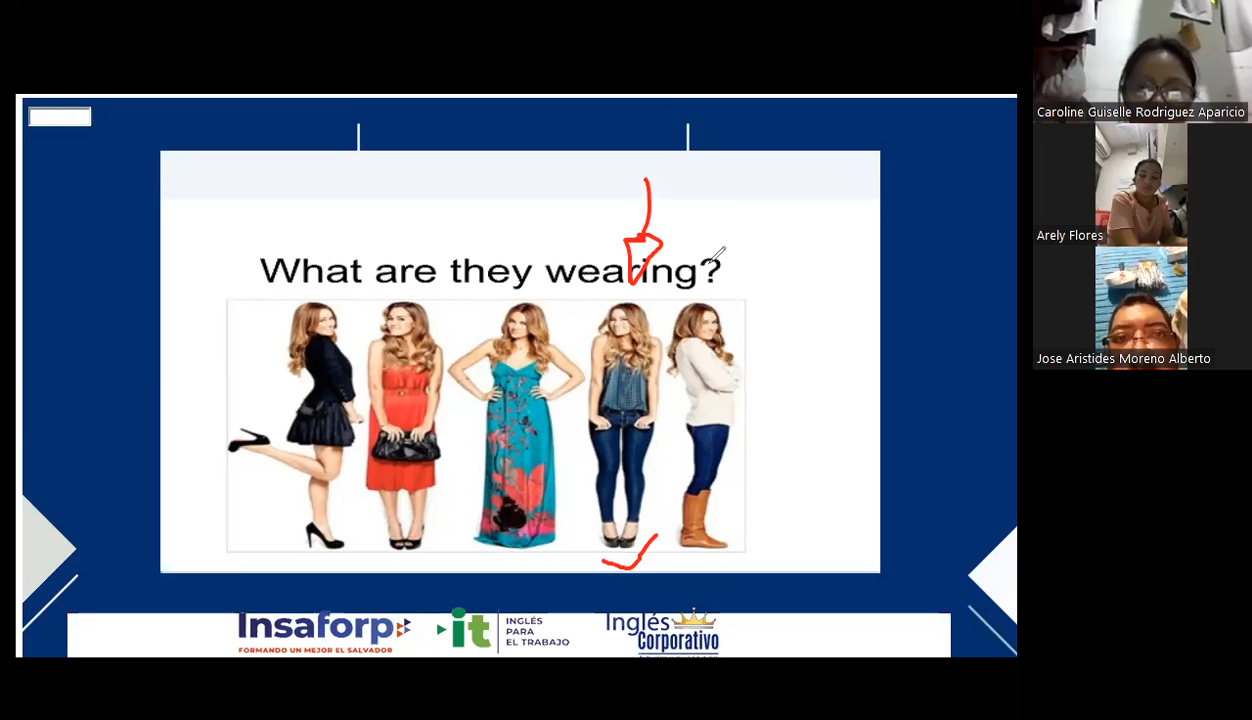 What are they wearing?
Insaforp
FORMANDO UN MEJOR EL SALVADOR
it
INGLÉS
PARA
EL TRABAJO
Inglés
Corporativo
Caroline Guiselle Rodriguez Aparicio
Arely Flores
Jose Aristides Moreno Alberto